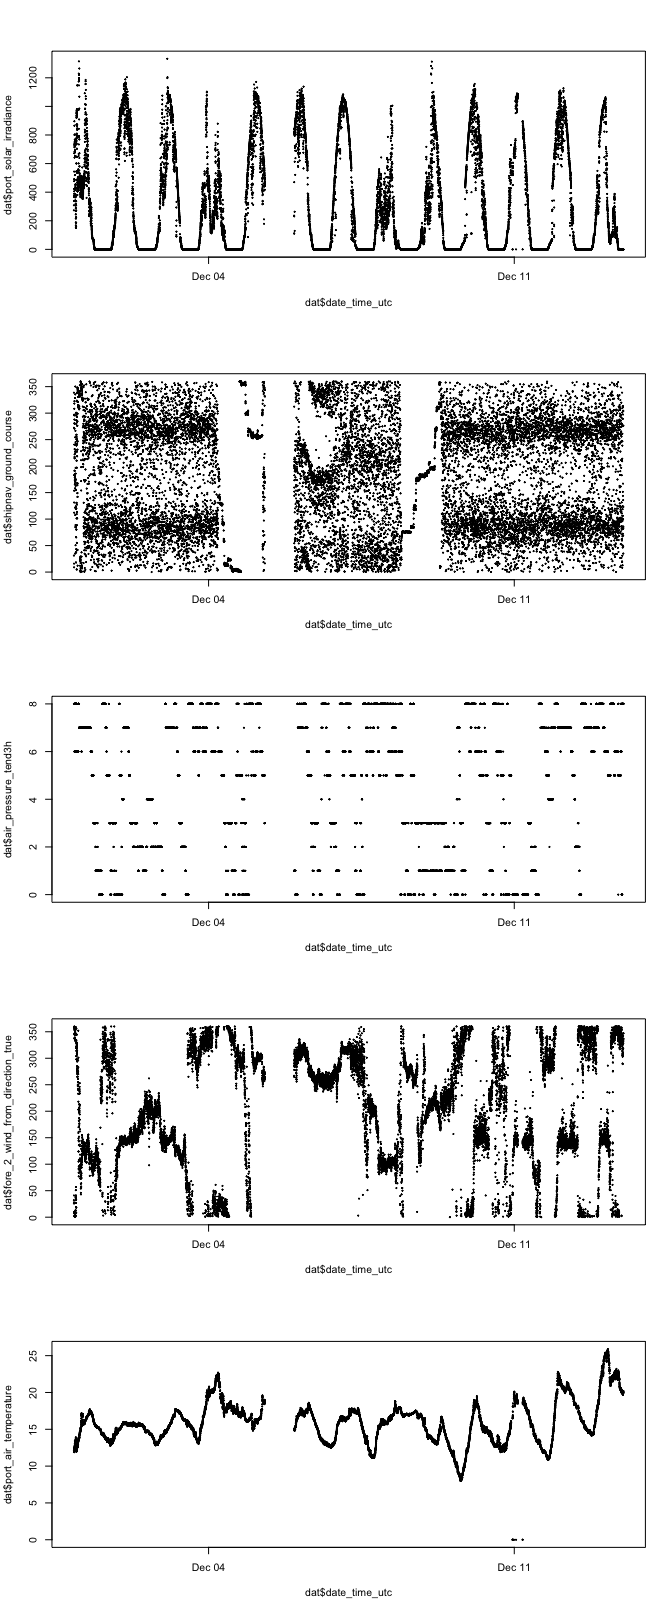 dat$port_solar_irradiance
0 200 400 600 800 1200
Dec 04 Dec 11
dat$date_time_utc
dat$shipnav_ground_course
0 50 100 150 200 250 300 350
Dec 04 Dec 11
dat$date_time_utc
dat$air_pressure_tend3h
0 2 4 6 8
Dec 04 Dec 11
dat$date_time_utc
dat$fore_2_wind_from_direction_true
0 50 100 150 200 250 300 350
Dec 04 Dec 11
dat$date_time_utc
dat$port_air_temperature
0 5 10 15 20 25
Dec 04 Dec 11
dat$date_time_utc